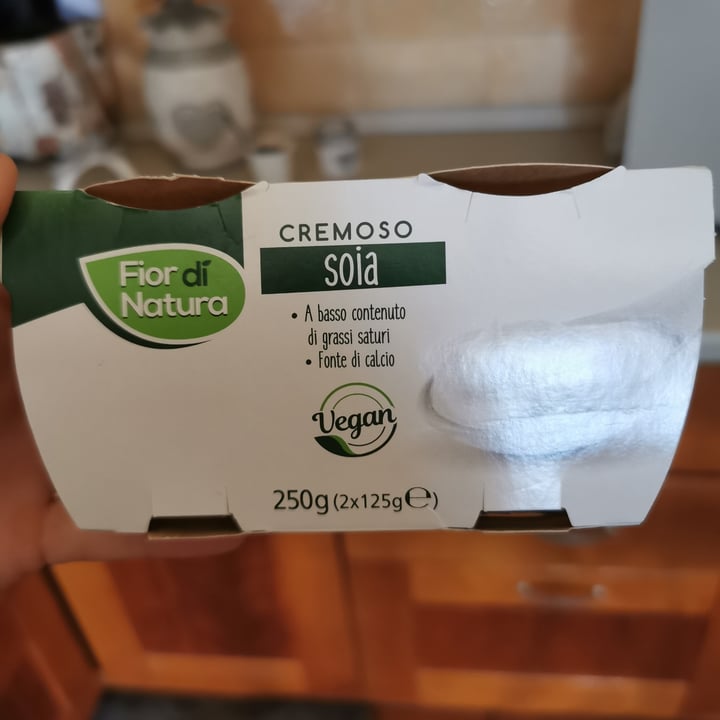 Fior di
Natura
CREMOSO
soia
• A basso contenuto
di grassi saturi
• Fonte di calcio
Vegan
250g (2x125g℮)